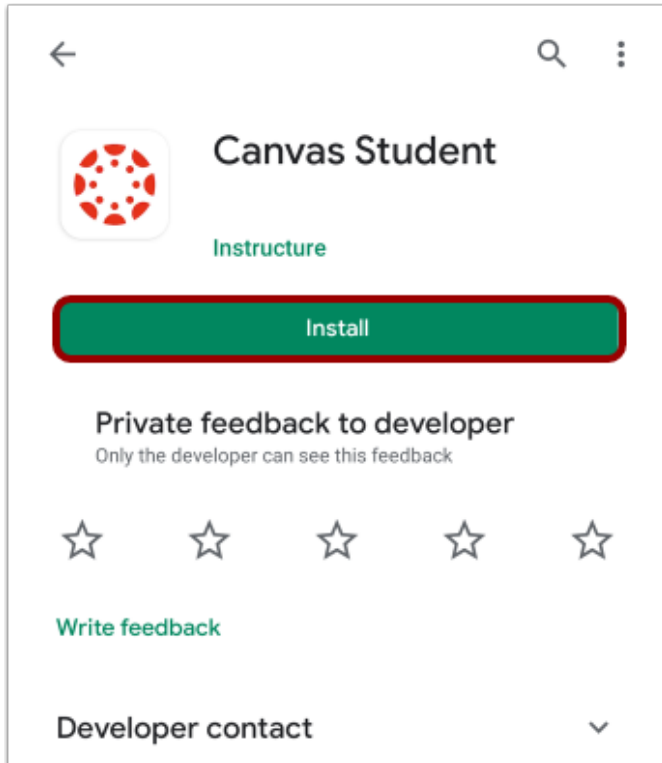 Canvas Student
Instructure
Install
Private feedback to developer
Only the developer can see this feedback
Write feedback
Developer contact